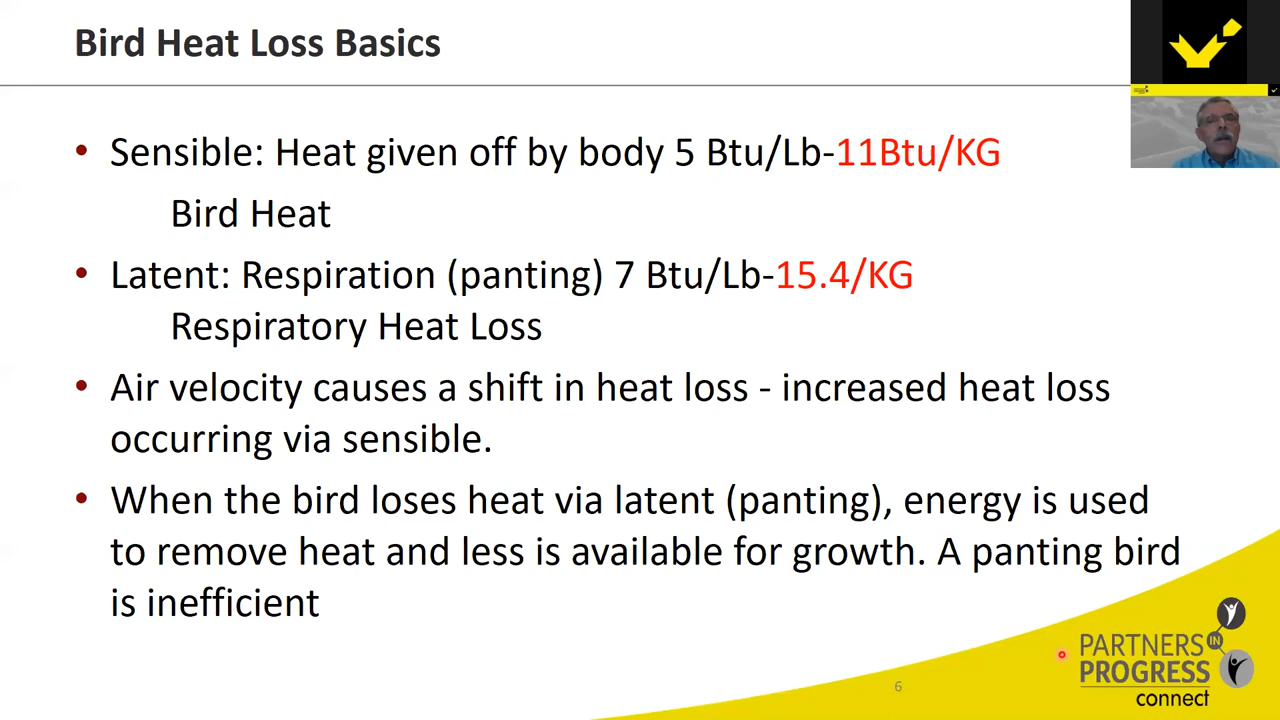 Bird Heat Loss Basics
• Sensible: Heat given off by body 5 Btu/Lb-11Btu/KG
Bird Heat
• Latent: Respiration (panting) 7 Btu/Lb-15.4/KG
Respiratory Heat Loss
• Air velocity causes a shift in heat loss - increased heat loss
occurring via sensible.
• When the bird loses heat via latent (panting), energy is used
to remove heat and less is available for growth. A panting bird
is inefficient
6
PARTNERS IN
PROGRESS
connect